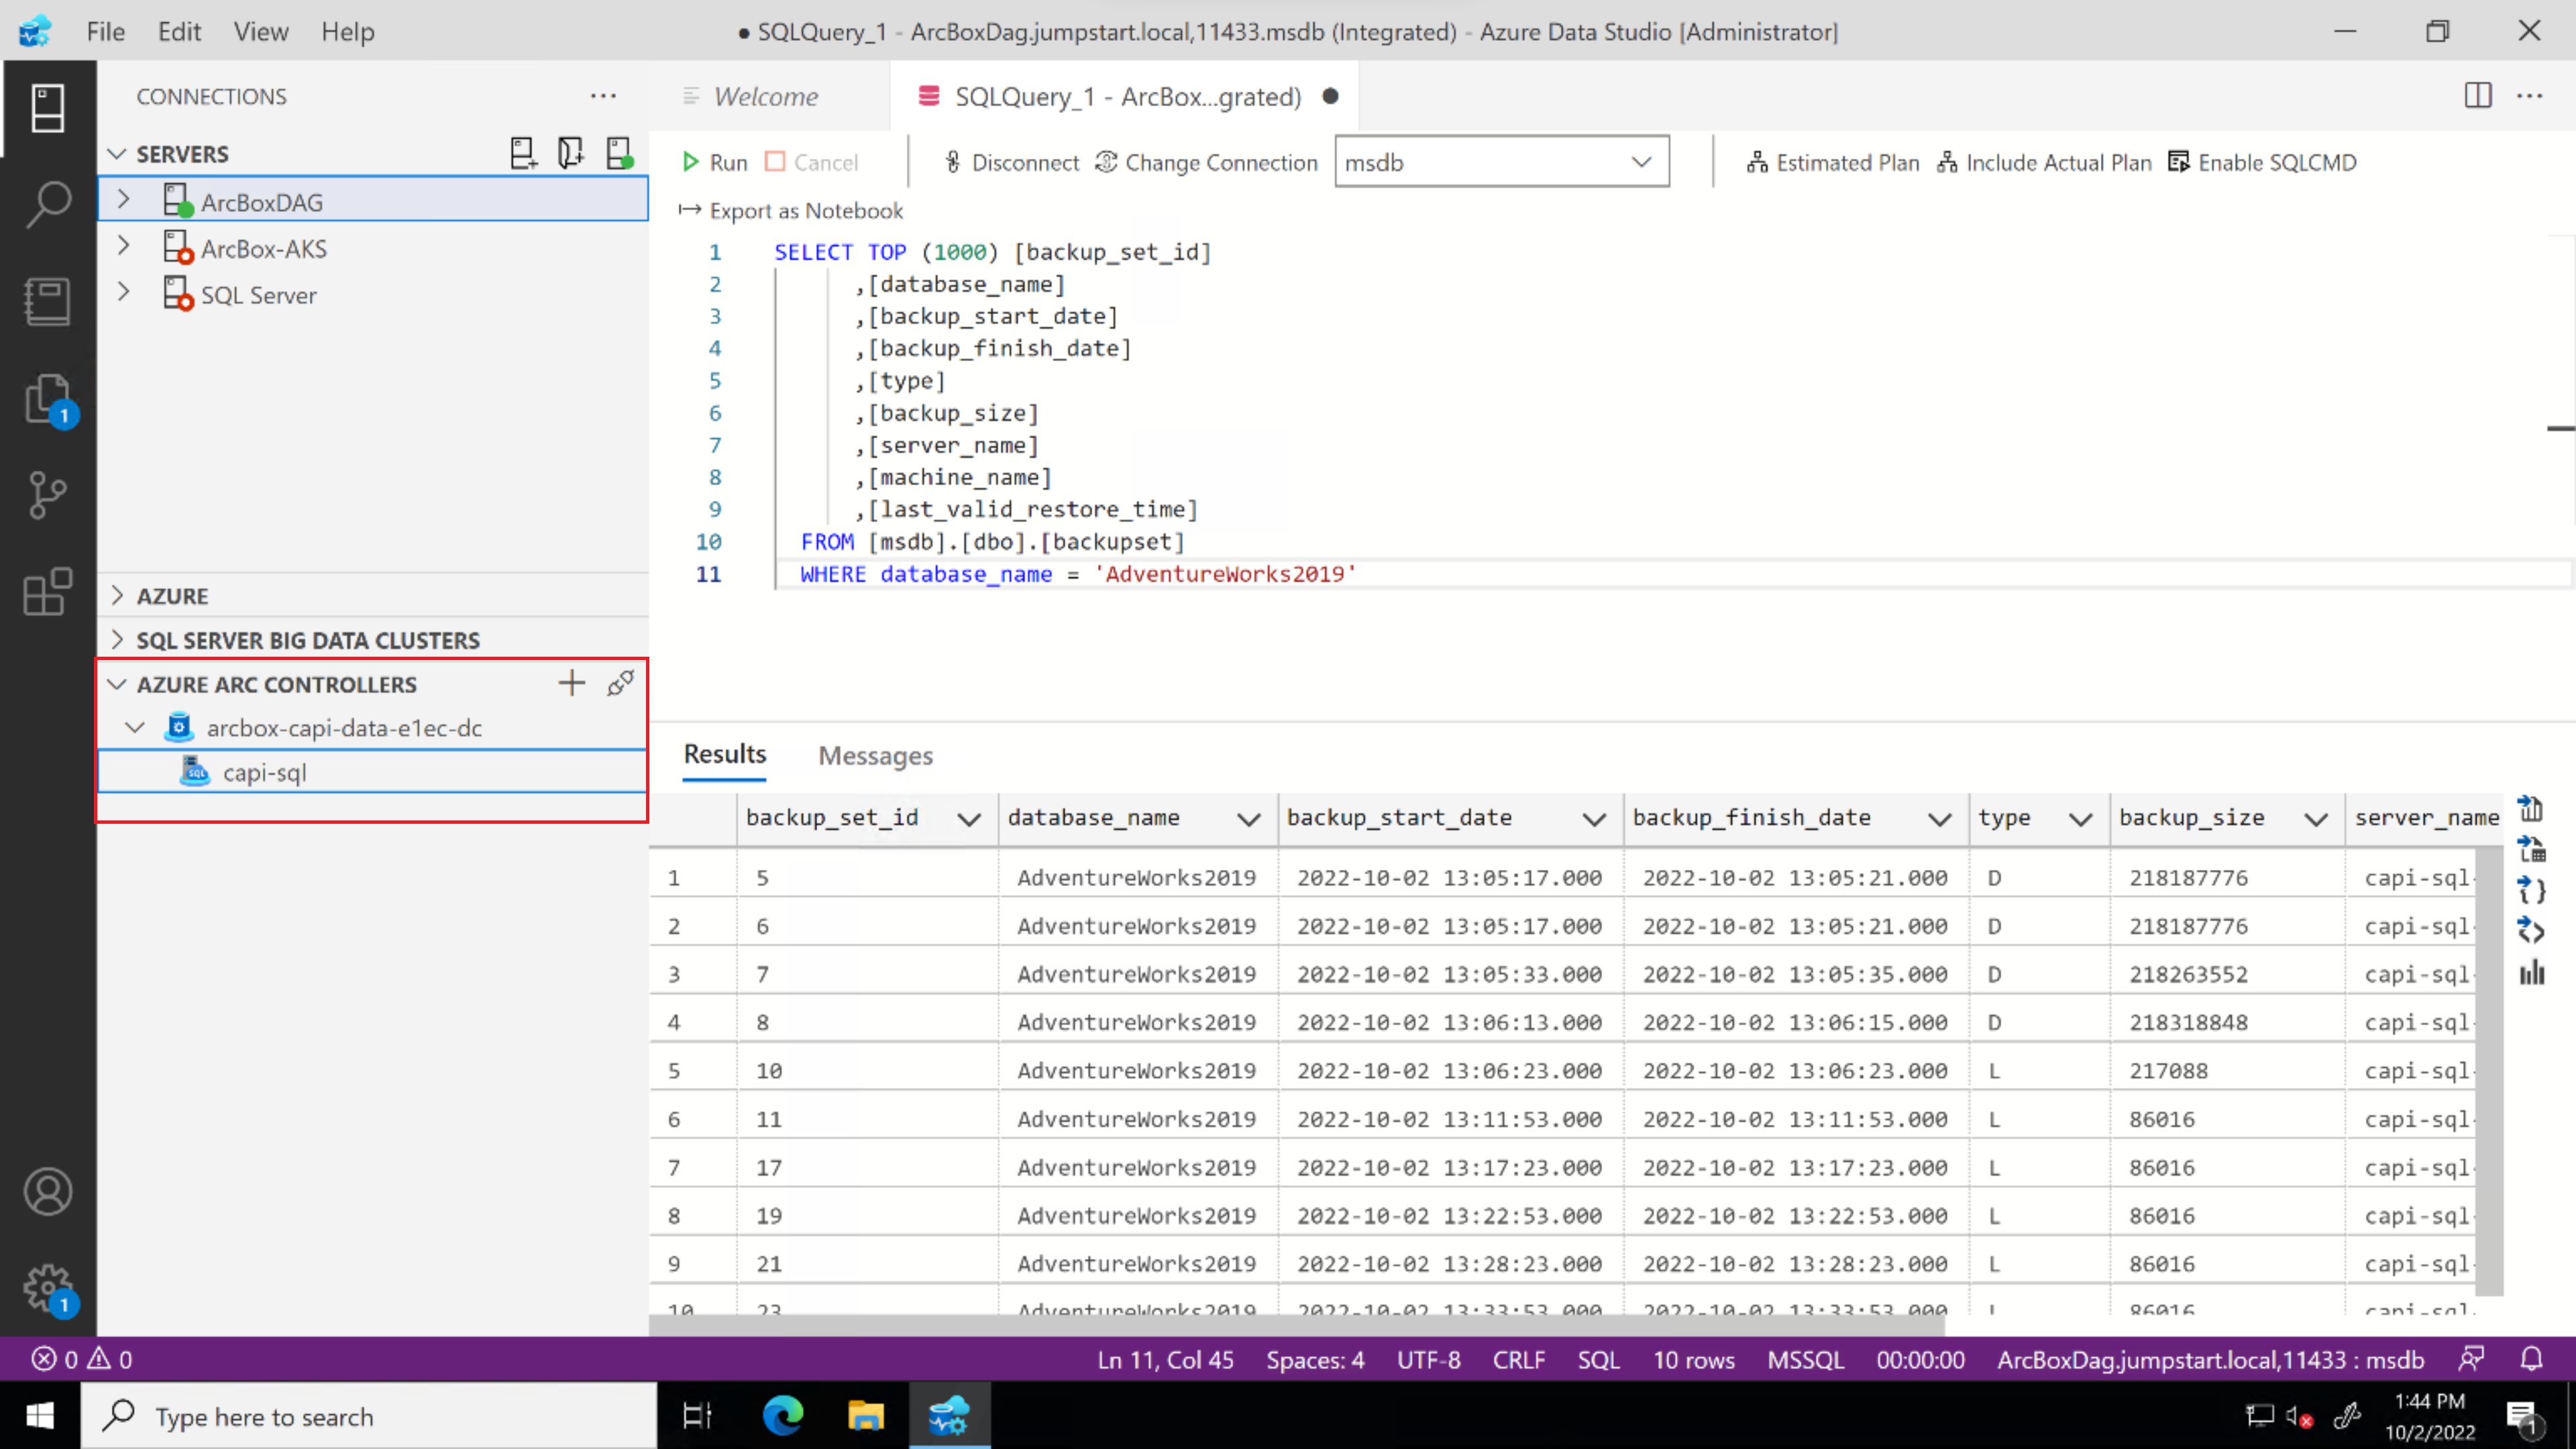 File Edit View Help
● SQLQuery_1 - ArcBoxDag.jumpstart.local,11433.msdb (Integrated) - Azure Data Studio [Administrator]
CONNECTIONS
SERVERS
ArcBoxDAG
ArcBox-AKS
SQL Server
AZURE
SQL SERVER BIG DATA CLUSTERS
AZURE ARC CONTROLLERS
arcbox-capi-data-e1ec-dc
capi-sql
1
1
Welcome
SQLQuery_1 - ArcBox...grated) ●
Run Cancel Disconnect Change Connection msdb Estimated Plan Include Actual Plan Enable SQLCMD
Export as Notebook
1 SELECT TOP (1000) [backup_set_id]
2 ,[database_name]
3 ,[backup_start_date]
4 ,[backup_finish_date]
5 ,[type]
6 ,[backup_size]
7 ,[server_name]
8 ,[machine_name]
9 ,[last_valid_restore_time]
10 FROM [msdb].[dbo].[backupset]
11 WHERE database_name = 'AdventureWorks2019'
Results Messages
backup_set_id database_name backup_start_date backup_finish_date type backup_size server_name
1 5 AdventureWorks2019 2022-10-02 13:05:17.000 2022-10-02 13:05:21.000 D 218187776 capi-sql-
2 6 AdventureWorks2019 2022-10-02 13:05:17.000 2022-10-02 13:05:21.000 D 218187776 capi-sql-
3 7 AdventureWorks2019 2022-10-02 13:05:33.000 2022-10-02 13:05:35.000 D 218263552 capi-sql-
4 8 AdventureWorks2019 2022-10-02 13:06:13.000 2022-10-02 13:06:15.000 D 218318848 capi-sql-
5 10 AdventureWorks2019 2022-10-02 13:06:23.000 2022-10-02 13:06:23.000 L 217088 capi-sql-
6 11 AdventureWorks2019 2022-10-02 13:11:53.000 2022-10-02 13:11:53.000 L 86016 capi-sql-
7 17 AdventureWorks2019 2022-10-02 13:17:23.000 2022-10-02 13:17:23.000 L 86016 capi-sql-
8 19 AdventureWorks2019 2022-10-02 13:22:53.000 2022-10-02 13:22:53.000 L 86016 capi-sql-
9 21 AdventureWorks2019 2022-10-02 13:28:23.000 2022-10-02 13:28:23.000 L 86016 capi-sql-
10 23 AdventureWorks2019 2022-10-02 13:33:53.000 2022-10-02 13:33:53.000 L 86016 capi-sql-
0 0 Ln 11, Col 45 Spaces: 4 UTF-8 CRLF SQL 10 rows MSSQL 00:00:00 ArcBoxDag.jumpstart.local,11433 : msdb
Type here to search
1:44 PM
10/2/2022
1